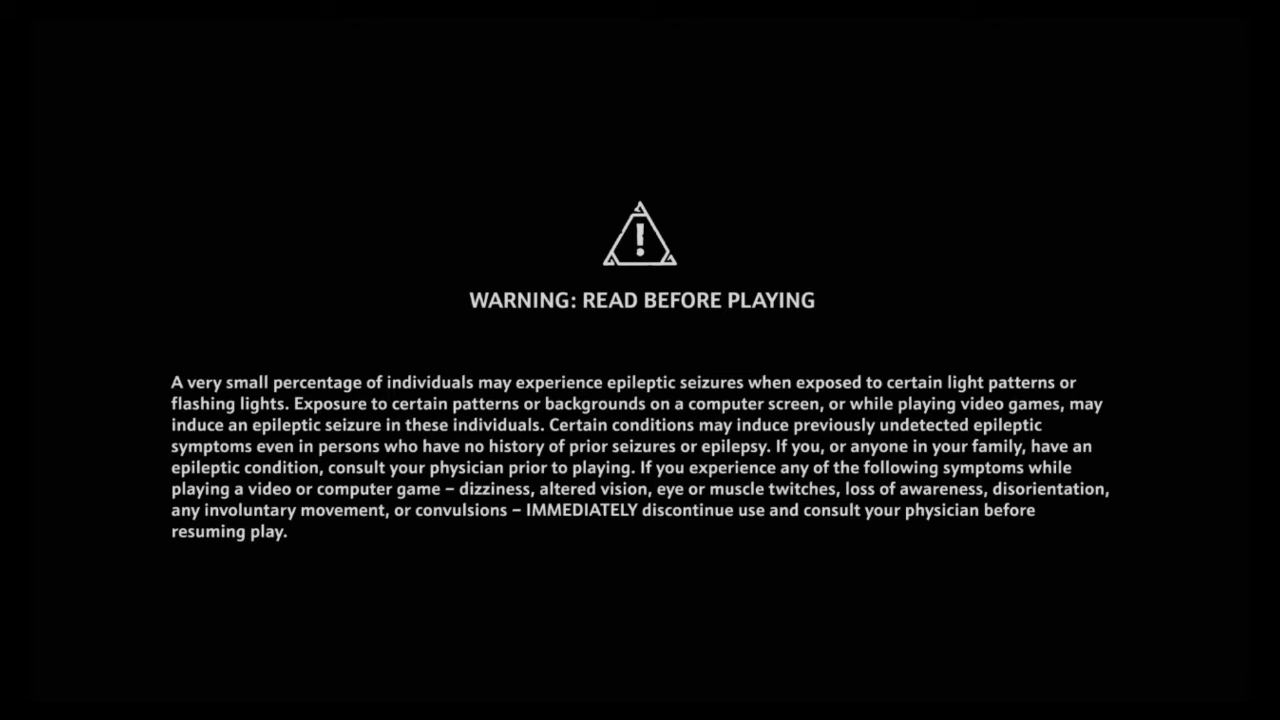 WARNING: READ BEFORE PLAYING
A very small percentage of individuals may experience epileptic seizures when exposed to certain light patterns or
flashing lights. Exposure to certain patterns or backgrounds on a computer screen, or while playing video games, may
induce an epileptic seizure in these individuals. Certain conditions may induce previously undetected epileptic
symptoms even in persons who have no history of prior seizures or epilepsy. If you, or anyone in your family, have an
epileptic condition, consult your physician prior to playing. If you experience any of the following symptoms while
playing a video or computer game – dizziness, altered vision, eye or muscle twitches, loss of awareness, disorientation,
any involuntary movement, or convulsions – IMMEDIATELY discontinue use and consult your physician before
resuming play.